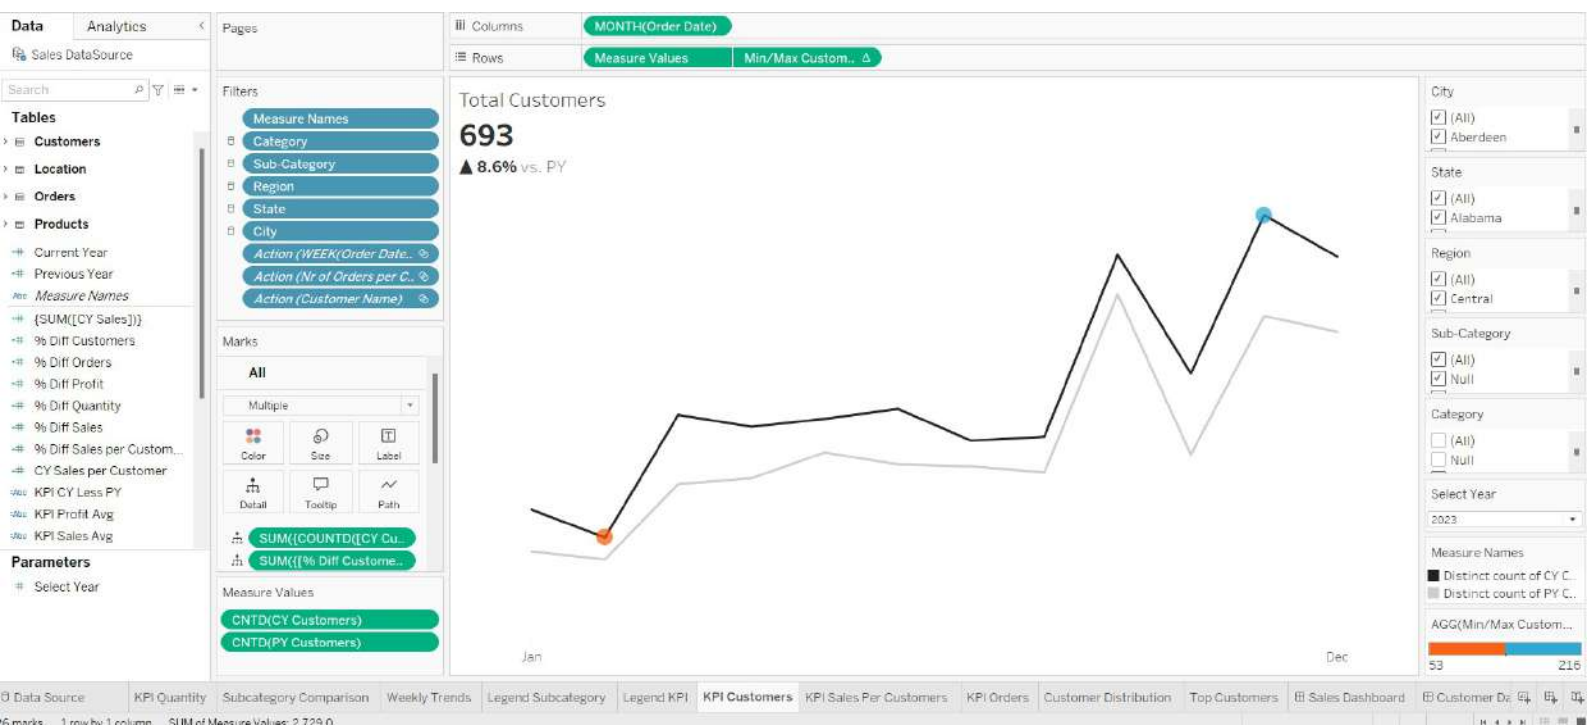 Data Analytics
Sales DataSource
Search
Tables
Customers
Location
Orders
Products
Current Year
Previous Year
Abc Measure Names
{SUM([CY Sales])}
% Diff Customers
% Diff Orders
% Diff Profit
% Diff Quantity
% Diff Sales
% Diff Sales per Custom...
CY Sales per Customer
KPI CY Less PY
KPI Profit Avg
KPI Sales Avg
Parameters
# Select Year
Pages
Filters
Measure Names
Category
Sub-Category
Region
State
City
Action (WEEK(Order Date..
Action (Nr of Orders per C..
Action (Customer Name)
Marks
All
Multiple
Color Size Label
Detail Tooltip Path
SUM({COUNTD([CY Cu..
SUM({[% Diff Custome..
Measure Values
CNTD(CY Customers)
CNTD(PY Customers)
Columns MONTH(Order Date)
Rows Measure Values Min/Max Custom.. Δ
Total Customers
693
▲ 8.6% vs. PY
Jan Dec
City
(All)
Aberdeen
State
(All)
Alabama
Region
(All)
Central
Sub-Category
(All)
Null
Category
(All)
Null
Select Year
2023
Measure Names
Distinct count of CY C..
Distinct count of PY C..
AGG(Min/Max Custom...
53 216
Data Source KPI Quantity Subcategory Comparison Weekly Trends Legend Subcategory Legend KPI KPI Customers KPI Sales Per Customers KPI Orders Customer Distribution Top Customers Sales Dashboard Customer Da
26 marks 1 row by 1 column SUM of Measure Values: 2,729.0